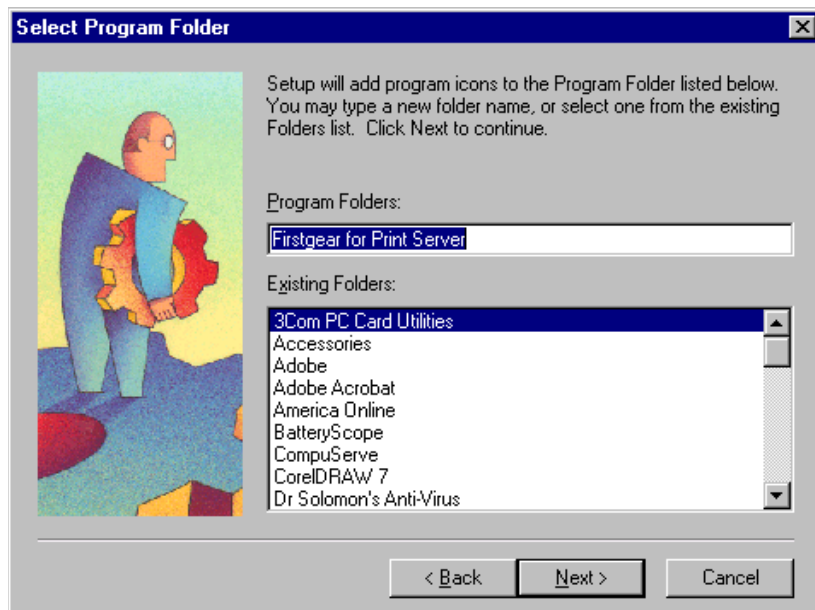 Select Program Folder
Setup will add program icons to the Program Folder listed below.
You may type a new folder name, or select one from the existing
Folders list.  Click Next to continue.
Program Folders:
Firstgear for Print Server
Existing Folders:
3Com PC Card Utilities
Accessories
Adobe
Adobe Acrobat
America Online
BatteryScope
CompuServe
CorelDRAW 7
Dr Solomon's Anti-Virus
< Back
Next >
Cancel